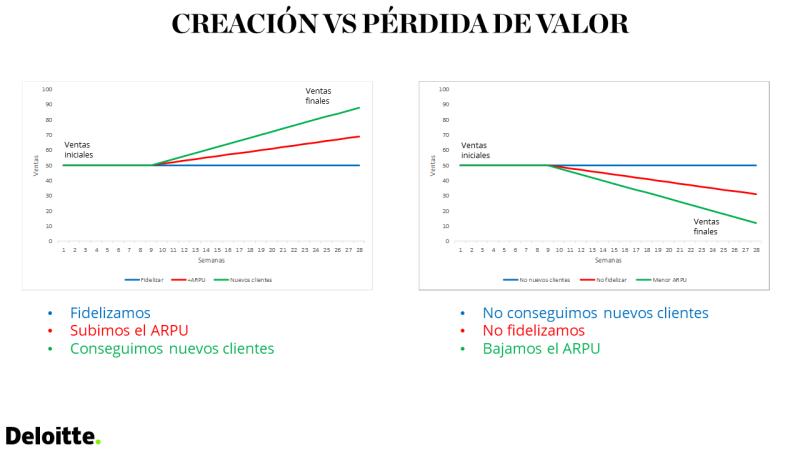 CREACIÓN VS PÉRDIDA DE VALOR
100
90
80
70
60
50
40
30
20
10
0
Ventas
Ventas
iniciales
Ventas
finales
1 2 3 4 5 6 7 8 9 10 11 12 13 14 15 16 17 18 19 20 21 22 23 24 25 26 27 28
Semanas
Fidelizar +ARPU Nuevos clientes
100
90
80
70
60
50
40
30
20
10
0
Ventas
Ventas
iniciales
Ventas
finales
1 2 3 4 5 6 7 8 9 10 11 12 13 14 15 16 17 18 19 20 21 22 23 24 25 26 27 28
Semanas
No nuevos clientes No fidelizar Menor ARPU
• Fidelizamos
• Subimos el ARPU
• Conseguimos nuevos clientes
• No conseguimos nuevos clientes
• No fidelizamos
• Bajamos el ARPU
Deloitte.